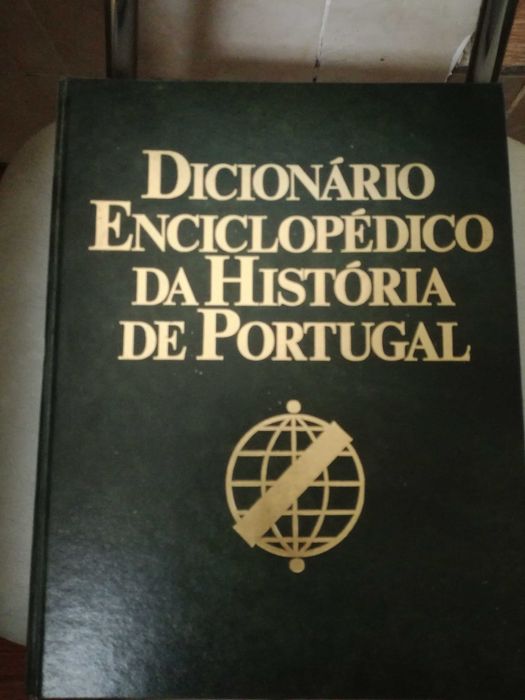 DICIONÁRIO
ENCICLOPÉDICO
DA HISTÓRIA
DE PORTUGAL